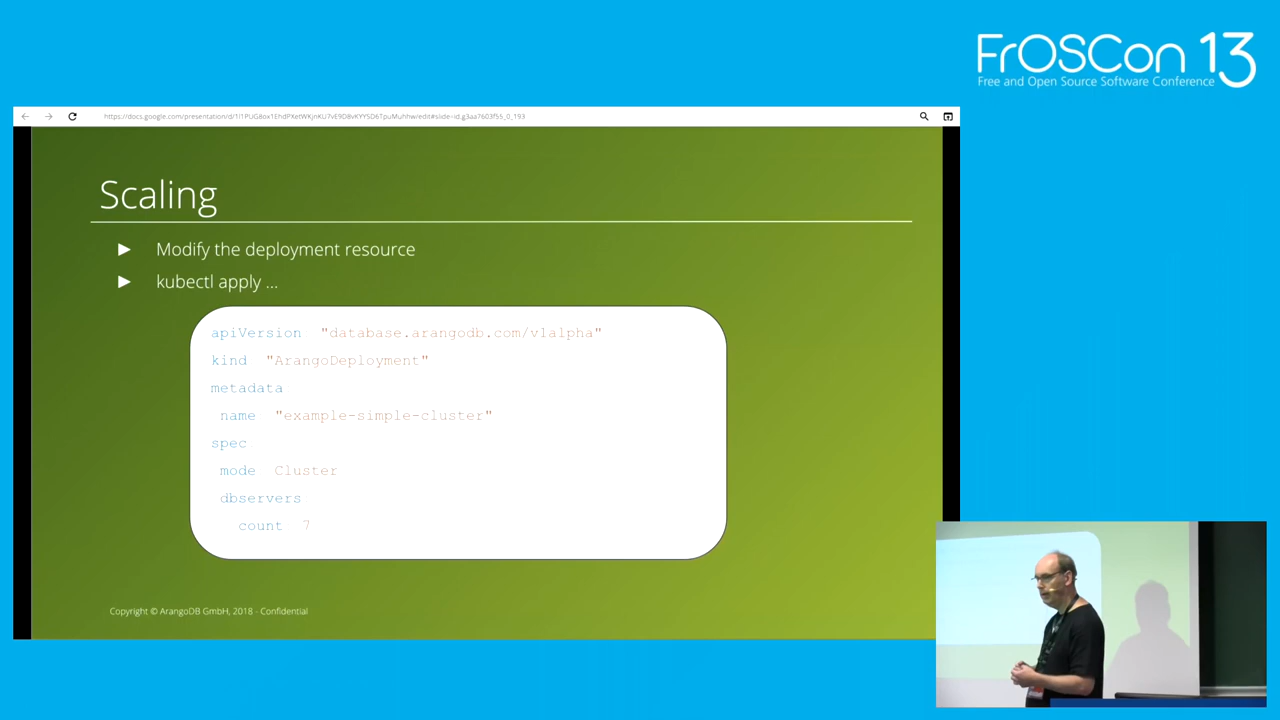 FrOSCon 13
Free and Open Source Software Conference
Scaling
► Modify the deployment resource
► kubectl apply ...
apiVersion "database.arangodb.com/v1alpha"
kind "ArangoDeployment"
metadata
name "example-simple-cluster"
spec
mode Cluster
dbservers
count 7
Copyright © ArangoDB GmbH, 2018 - Confidential